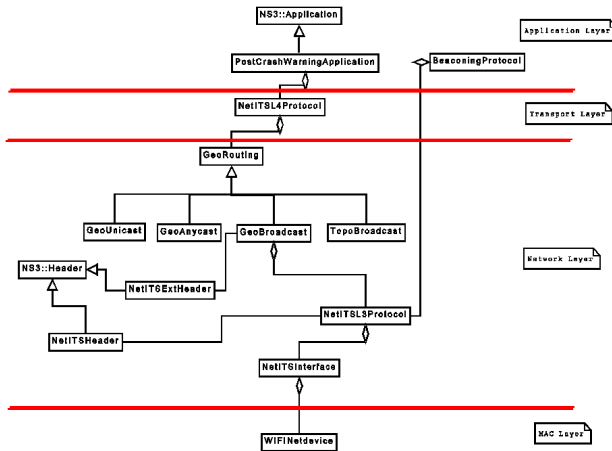 NS3::Application
Application Layer
PostCrashWarningApplication
BeaconingProtocol
NetITSL4Protocol
Transport Layer
GeoRouting
GeoUnicast
GeoAnycast
GeoBroadcast
TopoBroadcast
NS3::Header
Network Layer
NetITSExtHeader
NetITSL3Protocol
NetITSHeader
NetITSInterface
MAC Layer
WIFINetdevice